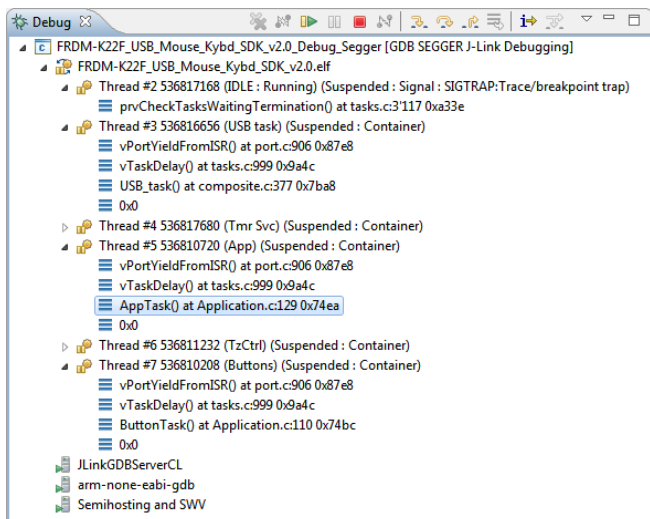 Debug
FRDM-K22F_USB_Mouse_Kybd_SDK_v2.0_Debug_Segger [GDB SEGGER J-Link Debugging]
FRDM-K22F_USB_Mouse_Kybd_SDK_v2.0.elf
Thread #2 536817168 (IDLE : Running) (Suspended : Signal : SIGTRAP:Trace/breakpoint trap)
prvCheckTasksWaitingTermination() at tasks.c:3'117 0xa33e
Thread #3 536816656 (USB task) (Suspended : Container)
vPortYieldFromISR() at port.c:906 0x87e8
vTaskDelay() at tasks.c:999 0x9a4c
USB_task() at composite.c:377 0x7ba8
0x0
Thread #4 536817680 (Tmr Svc) (Suspended : Container)
Thread #5 536810720 (App) (Suspended : Container)
vPortYieldFromISR() at port.c:906 0x87e8
vTaskDelay() at tasks.c:999 0x9a4c
AppTask() at Application.c:129 0x74ea
0x0
Thread #6 536811232 (TzCtrl) (Suspended : Container)
Thread #7 536810208 (Buttons) (Suspended : Container)
vPortYieldFromISR() at port.c:906 0x87e8
vTaskDelay() at tasks.c:999 0x9a4c
ButtonTask() at Application.c:110 0x74bc
0x0
JLinkGDBServerCL
arm-none-eabi-gdb
Semihosting and SWV